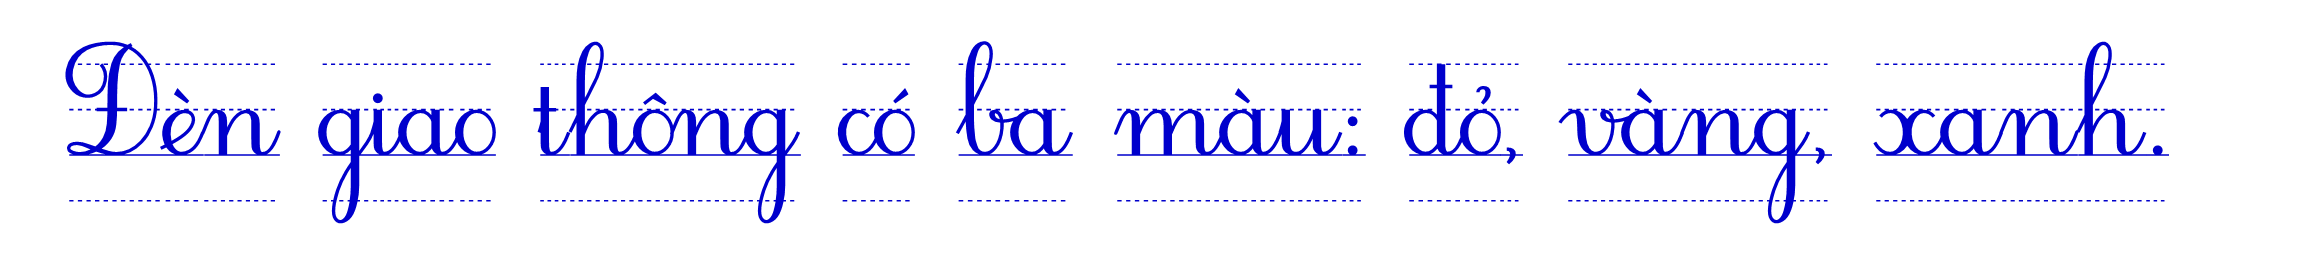 Đèn giao thông có ba màu: đỏ, vàng, xanh.